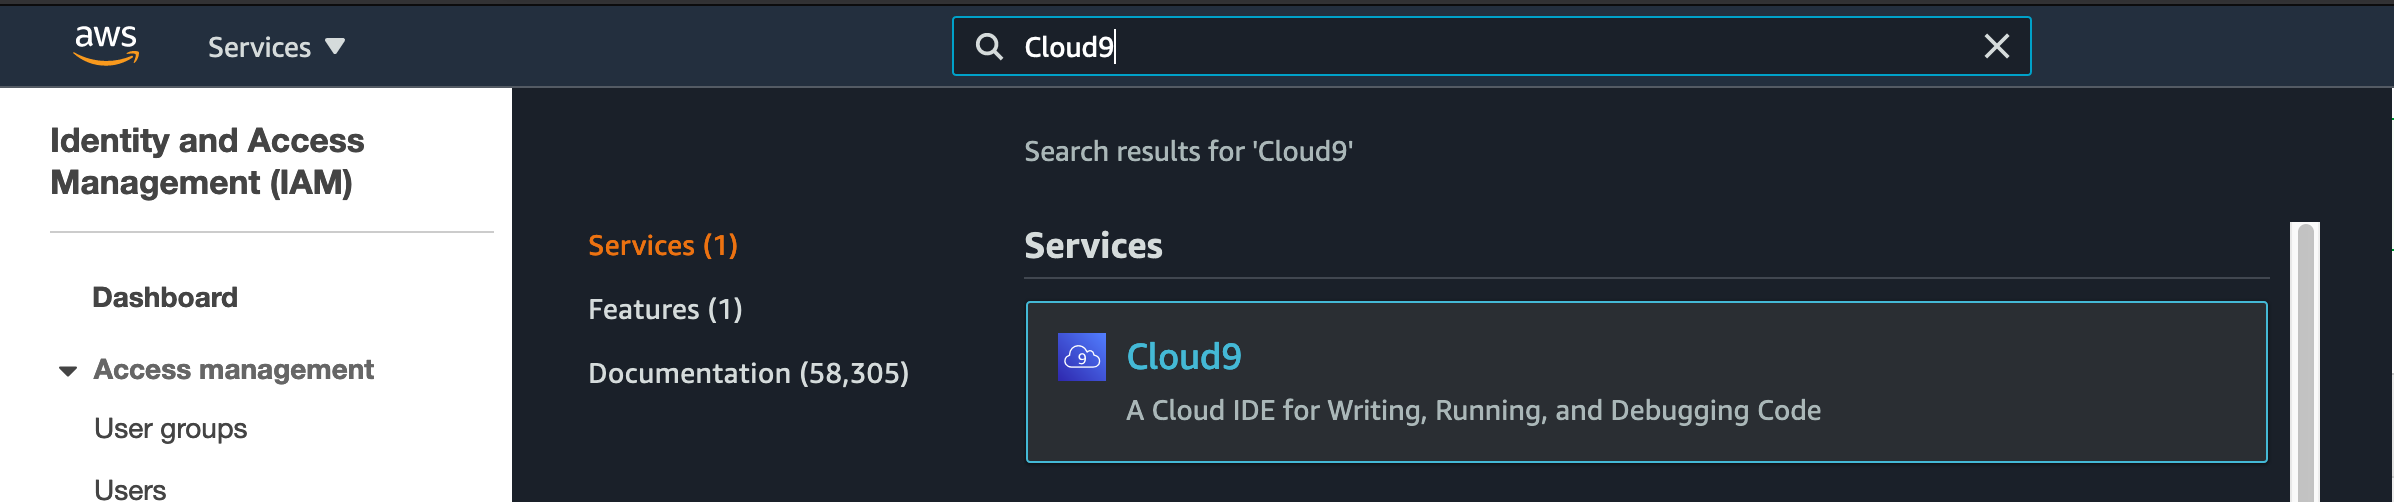 aws
Services
Cloud9
Identity and Access
Management (IAM)
Dashboard
Access management
User groups
Users
Search results for 'Cloud9'
Services (1)
Features (1)
Documentation (58,305)
Services
9
Cloud9
A Cloud IDE for Writing, Running, and Debugging Code